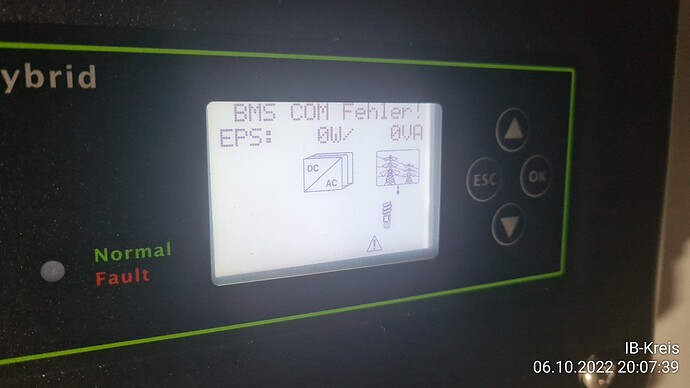 ybrid
BMS COM Fehler!
EPS: 0W/ 0VA
DC
AC
ESC
OK
Normal
Fault
IB-Kreis
06.10.2022 20:07:39